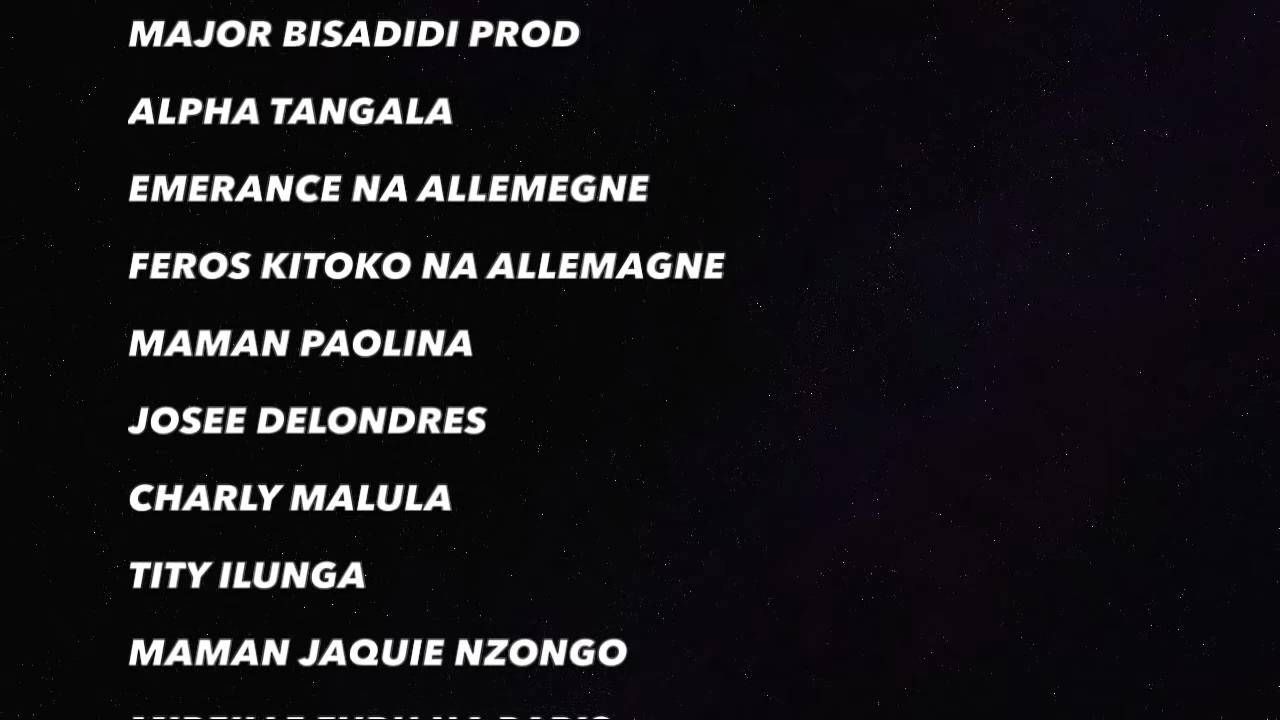 MAJOR BISADIDI PROD
ALPHA TANGALA
EMERANCE NA ALLEMEGNE
FEROS KITOKO NA ALLEMAGNE
MAMAN PAOLINA
JOSEE DELONDRES
CHARLY MALULA
TITY ILUNGA
MAMAN JAQUIE NZONGO